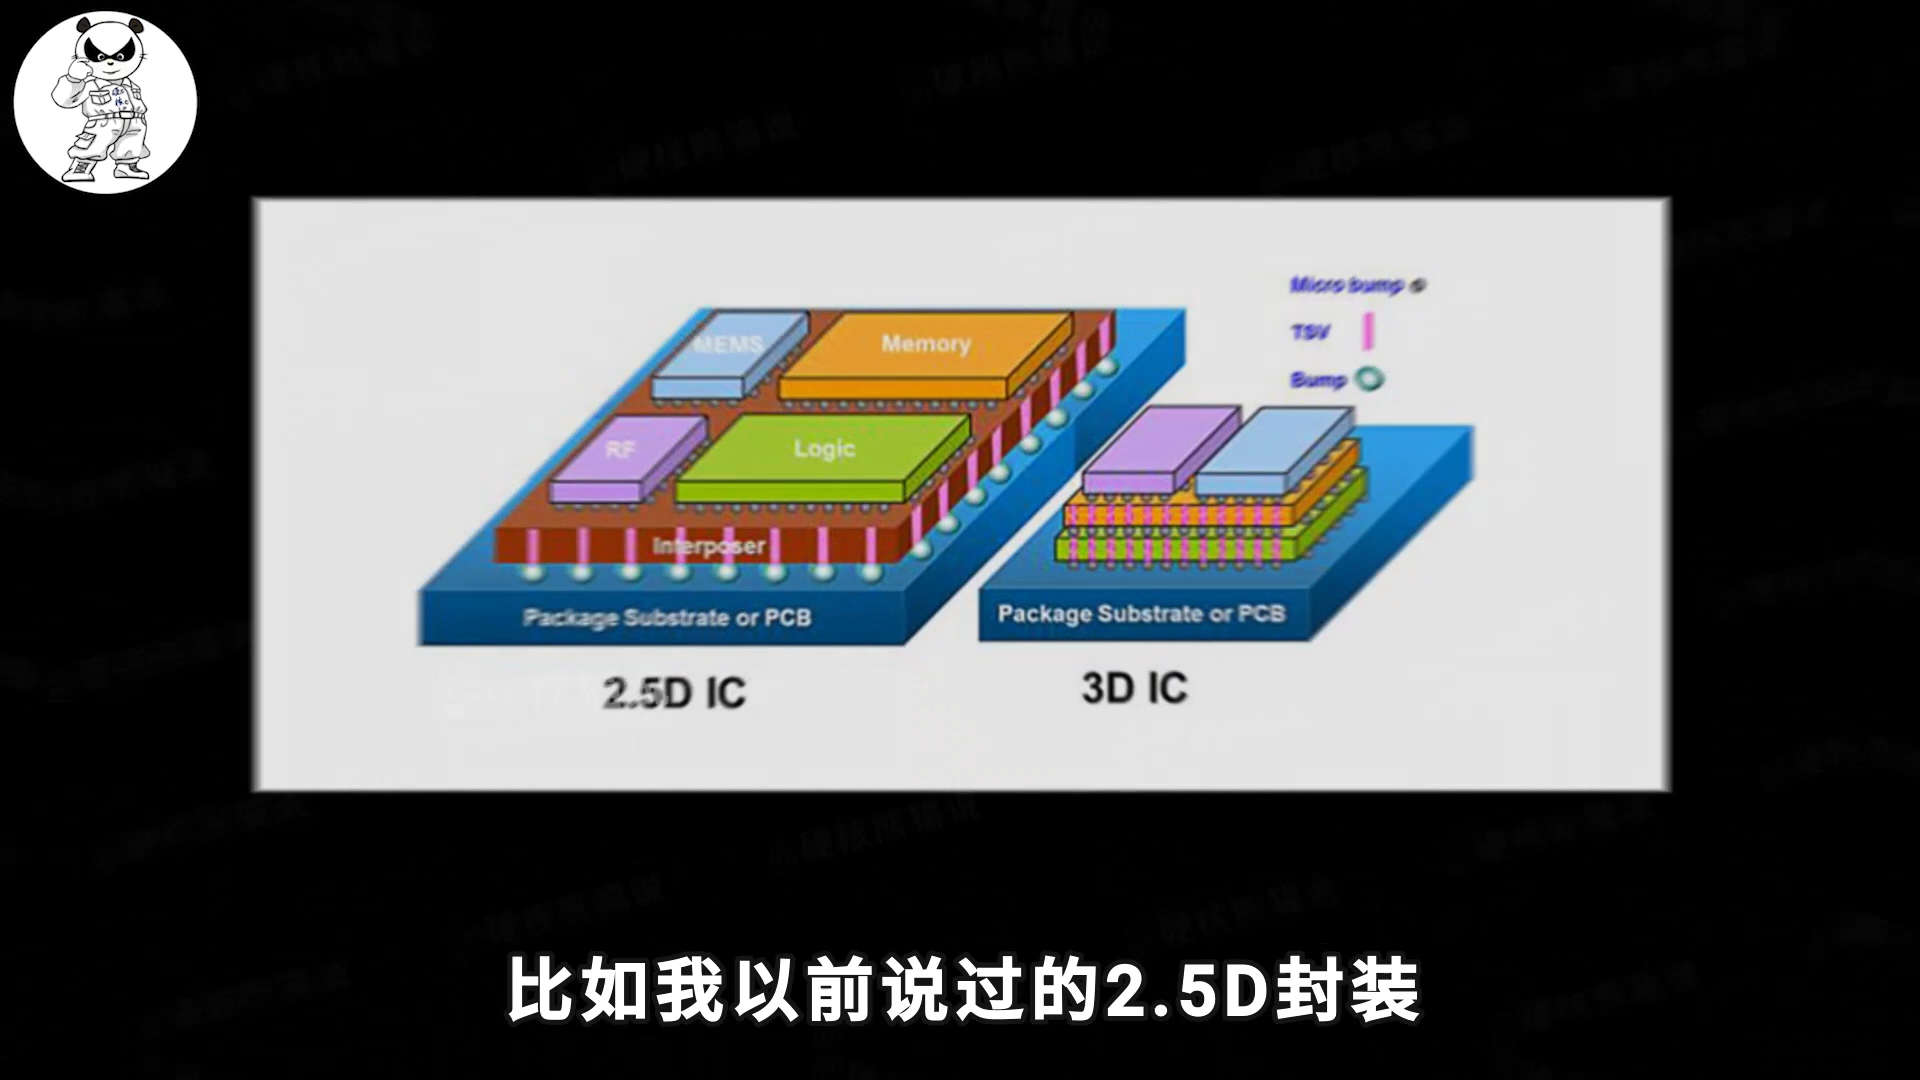 Micro bump
TSV
Bump
MEMS
Memory
RF
Logic
Interposer
Package Substrate or PCB
Package Substrate or PCB
2.5D IC
3D IC
比如我以前说过的2.5D封装